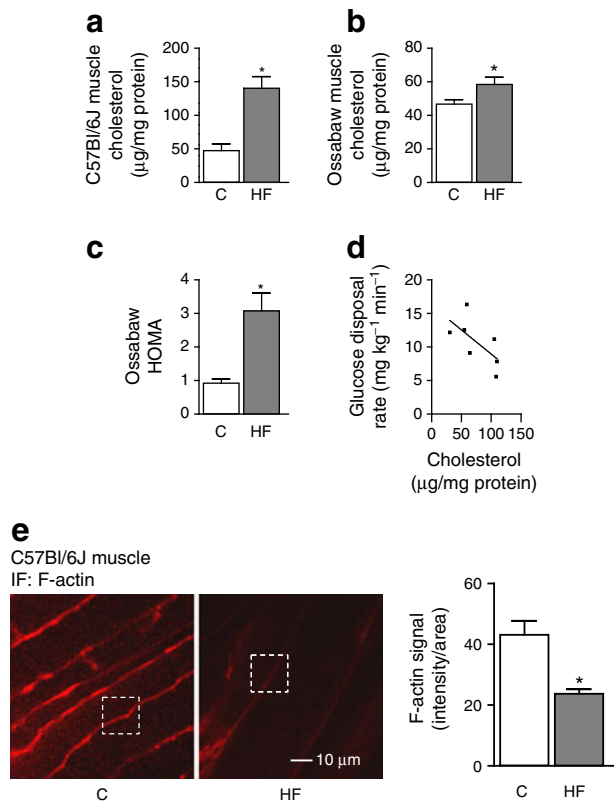 a
C57Bl/6J muscle
cholesterol
(μg/mg protein)
200
150
100
50
0
*
C
HF
b
Ossabaw muscle
cholesterol
(μg/mg protein)
80
60
40
20
0
*
C
HF
c
Ossabaw
HOMA
4
3
2
1
0
*
C
HF
d
Glucose disposal
rate (mg kg⁻¹ min⁻¹)
20
15
10
5
0
0 50 100 150
Cholesterol
(μg/mg protein)
e
C57Bl/6J muscle
IF: F-actin
10 μm
C
HF
F-actin signal
(intensity/area)
60
40
20
0
*
C
HF